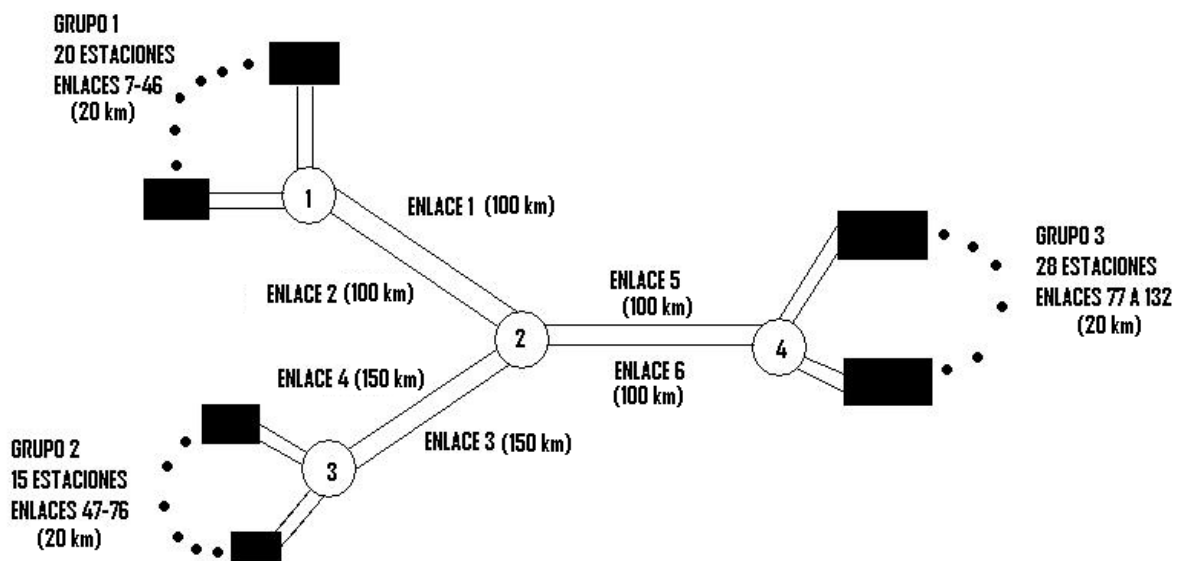 GRUPO 1
20 ESTACIONES
ENLACES 7-46
(20 km)
1
ENLACE 1 (100 km)
ENLACE 2 (100 km)
GRUPO 3
28 ESTACIONES
ENLACES 77 A 132
(20 km)
ENLACE 5
(100 km)
2
4
ENLACE 6
(100 km)
ENLACE 4 (150 km)
ENLACE 3 (150 km)
GRUPO 2
15 ESTACIONES
ENLACES 47-76
(20 km)
3